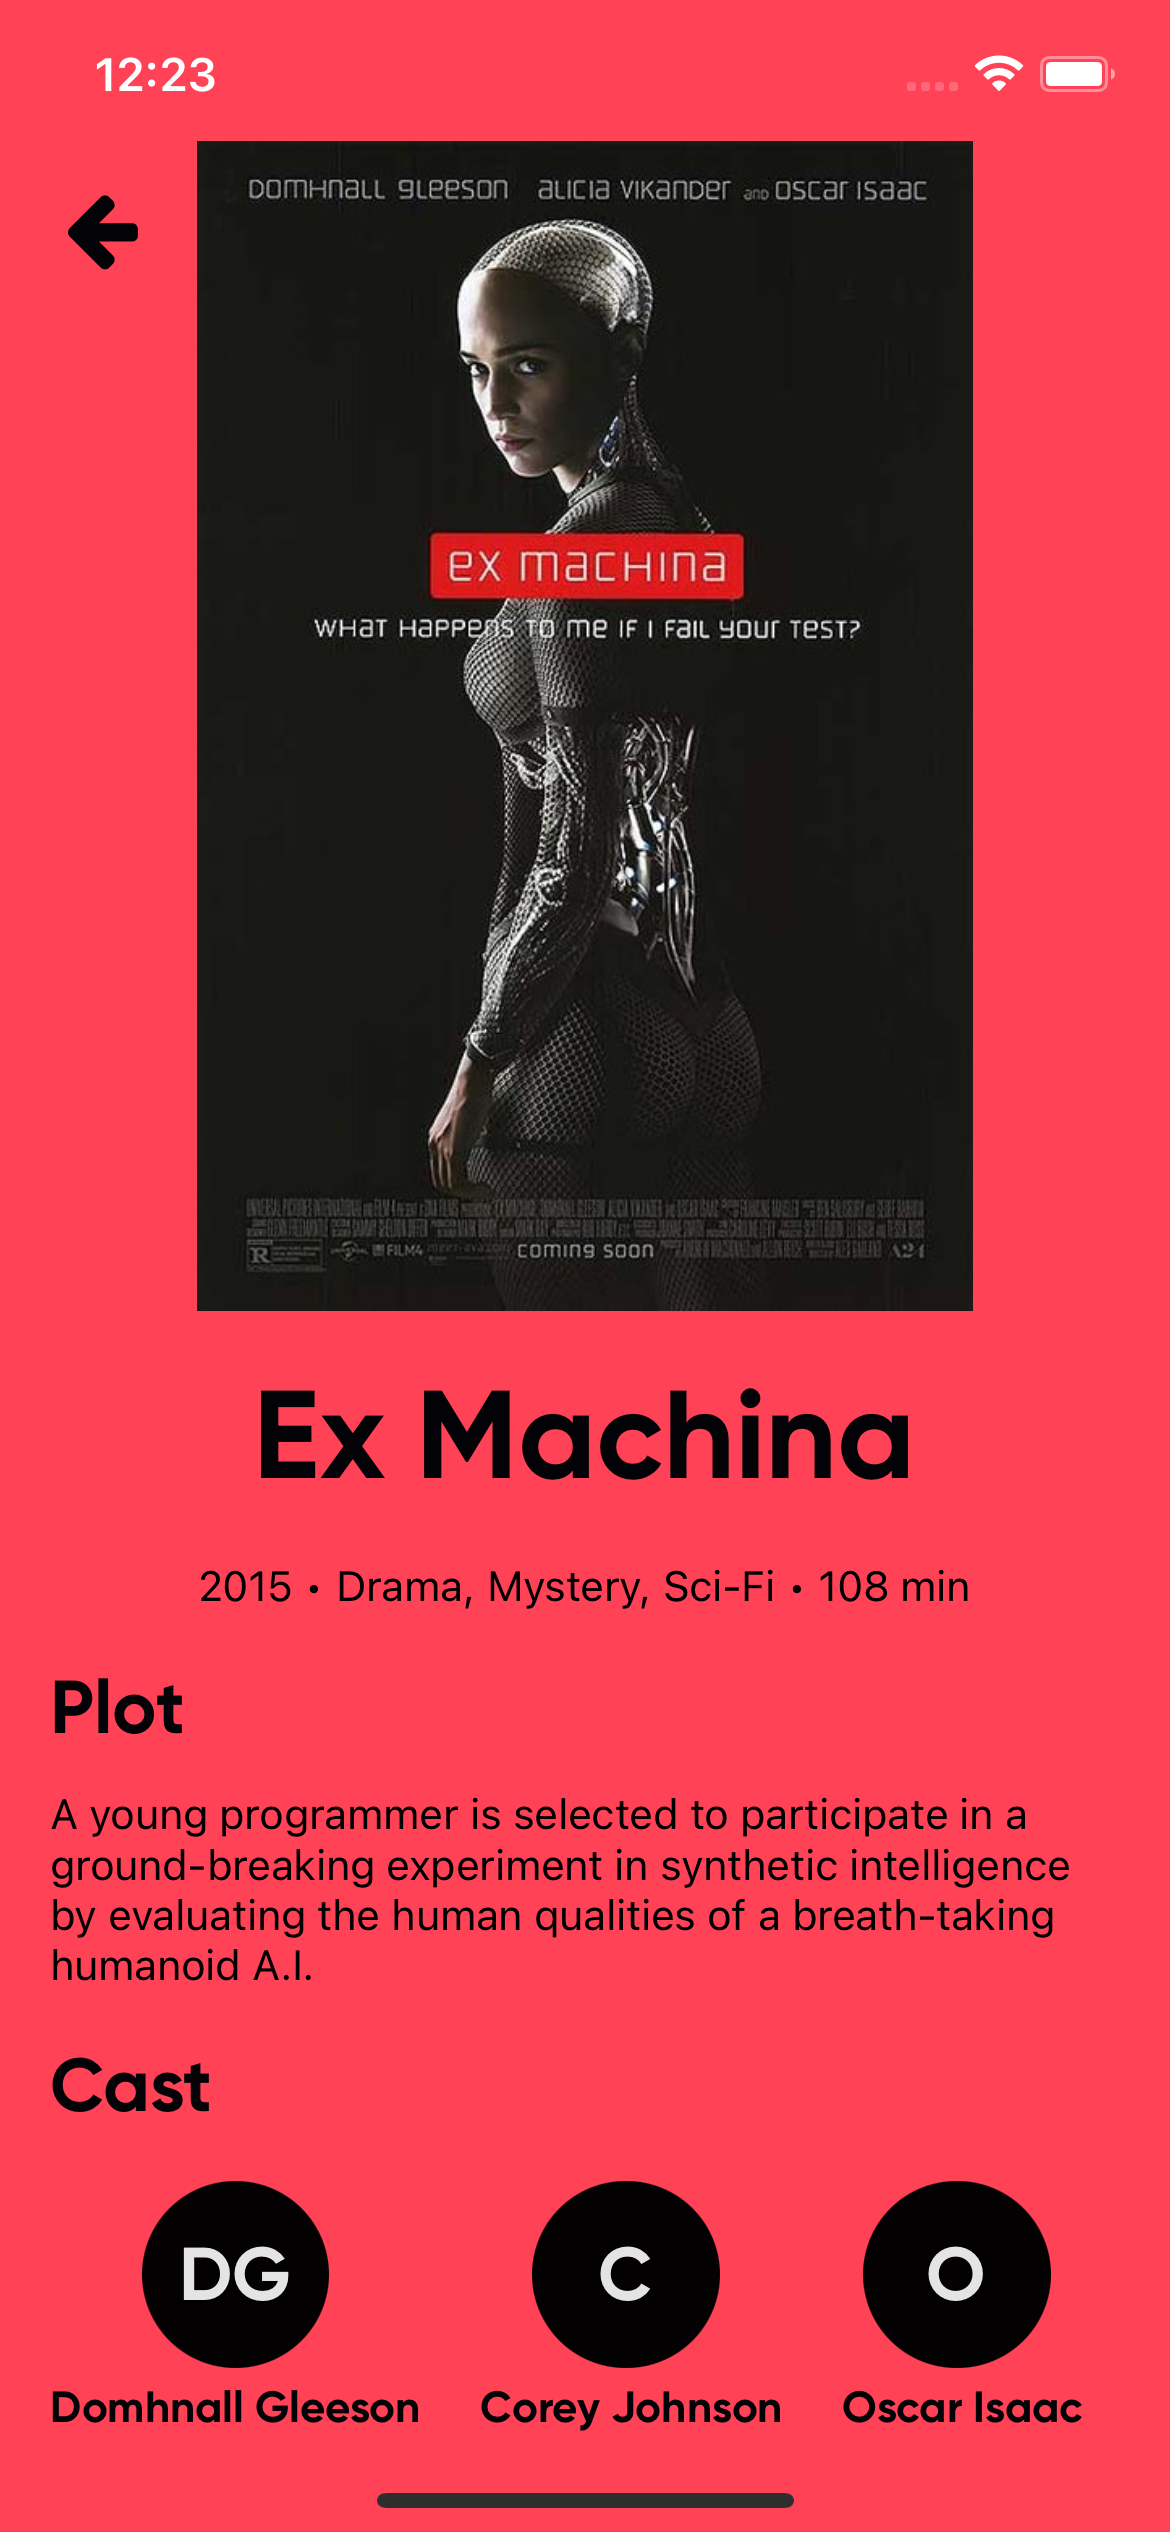 12:23
DOMHNALL GLEESON ALICIA VIKANDER AND OSCAR ISAAC
EX MACHINA
WHAT HAPPENS TO ME IF I FAIL YOUR TEST?
R FILM4 COMING SOON A24
Ex Machina
2015 • Drama, Mystery, Sci-Fi • 108 min
Plot
A young programmer is selected to participate in a
ground-breaking experiment in synthetic intelligence
by evaluating the human qualities of a breath-taking
humanoid A.I.
Cast
DG C O
Domhnall Gleeson Corey Johnson Oscar Isaac